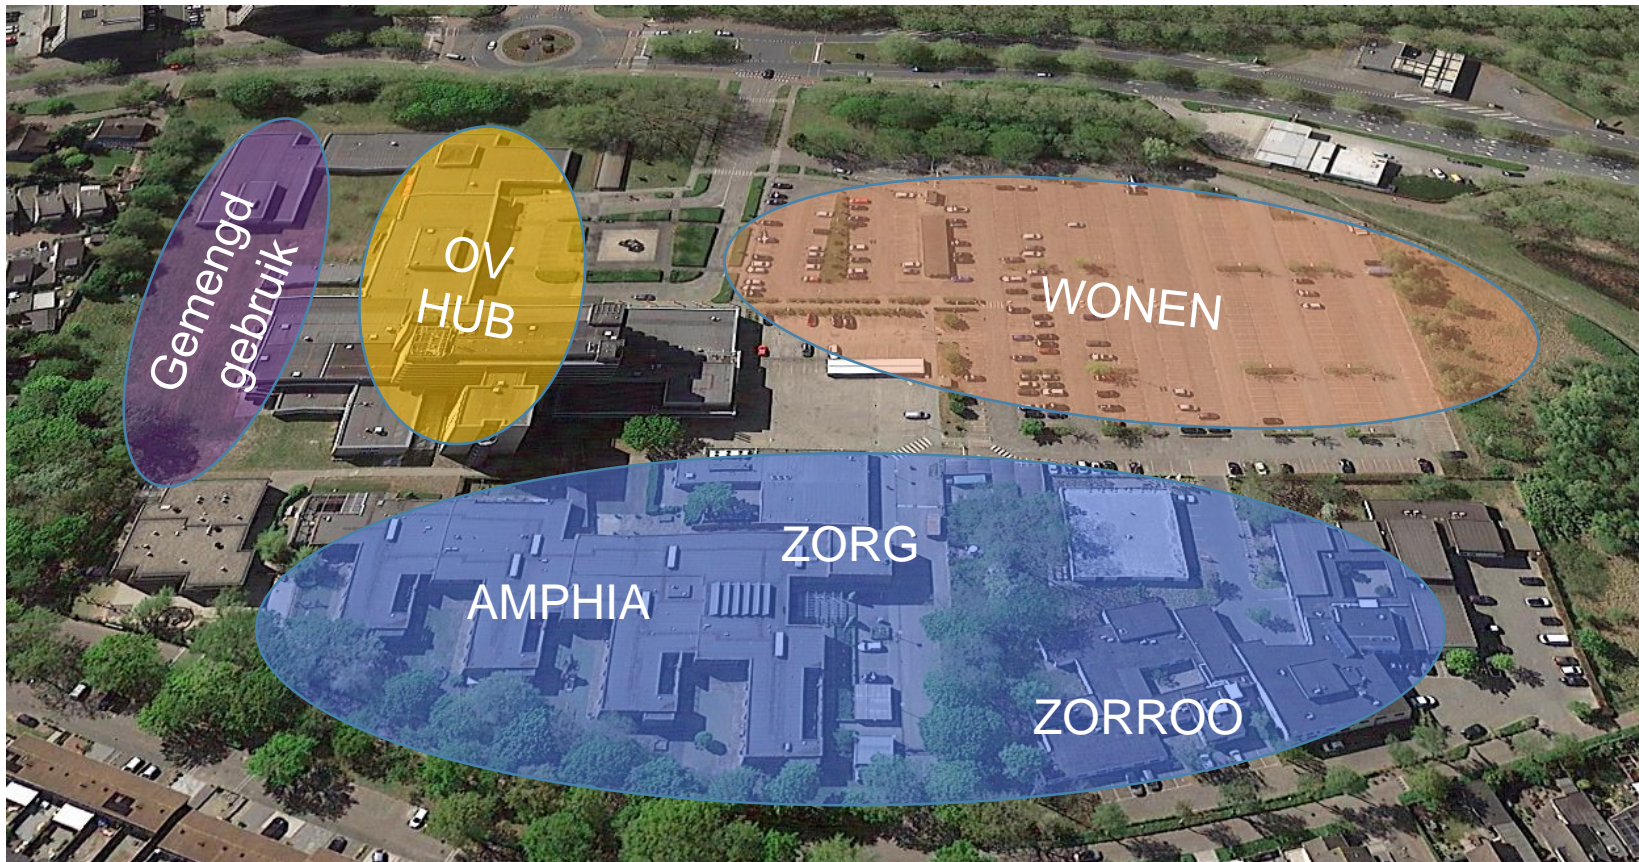 Gemengd
gebruik
OV
HUB
WONEN
ZORG
AMPHIA
ZORROO